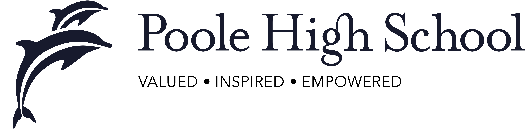 Poole High School
VALUED • INSPIRED • EMPOWERED